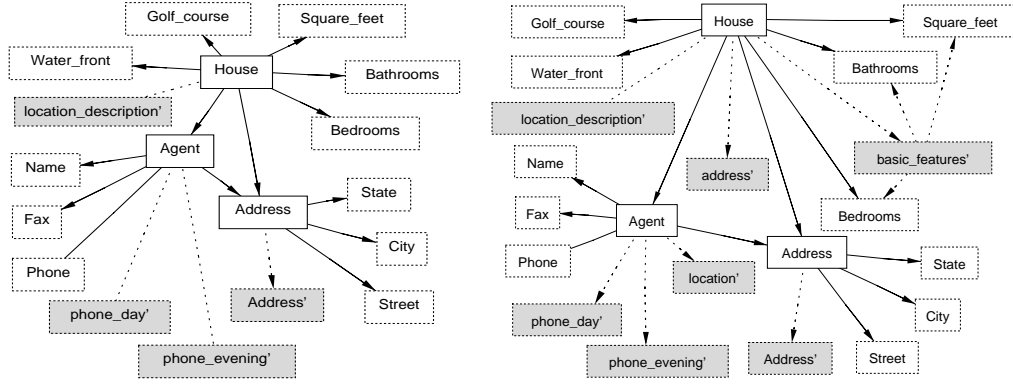 Golf_course
Square_feet
Water_front
House
Bathrooms
location_description’
Bedrooms
Agent
Name
State
Fax
Address
City
Phone
Address’
Street
phone_day’
phone_evening’
Golf_course
House
Square_feet
Water_front
Bathrooms
location_description’
Name
address’
basic_features’
Fax
Agent
Bedrooms
Phone
Address
State
location’
City
phone_day’
phone_evening’
Address’
Street